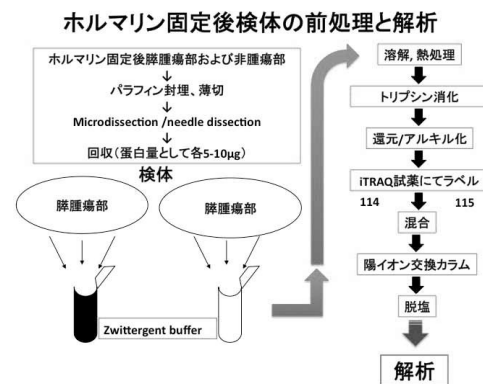 ホルマリン固定後検体の前処理と解析
ホルマリン固定後膵腫瘍部および非腫瘍部
パラフィン封埋、薄切
Microdissection /needle dissection
回収（蛋白量として各5-10μg）
検体
膵腫瘍部
膵腫瘍部
Zwittergent buffer
溶解, 熱処理
トリプシン消化
還元/アルキル化
iTRAQ試薬にてラベル
114
115
混合
陽イオン交換カラム
脱塩
解析